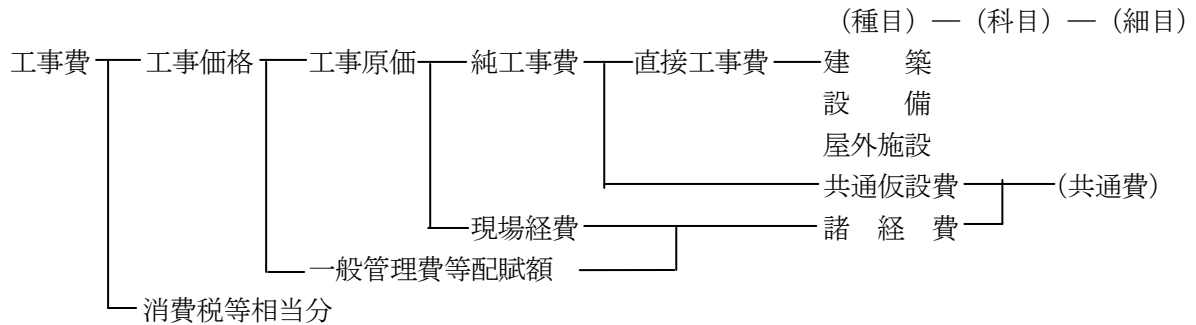 (種目) ― (科目) ― (細目)
工事費 工事価格 工事原価 純工事費 直接工事費 建 築
設 備
屋外施設
共通仮設費 (共通費)
現場経費 諸 経 費
一般管理費等配賦額
消費税等相当分